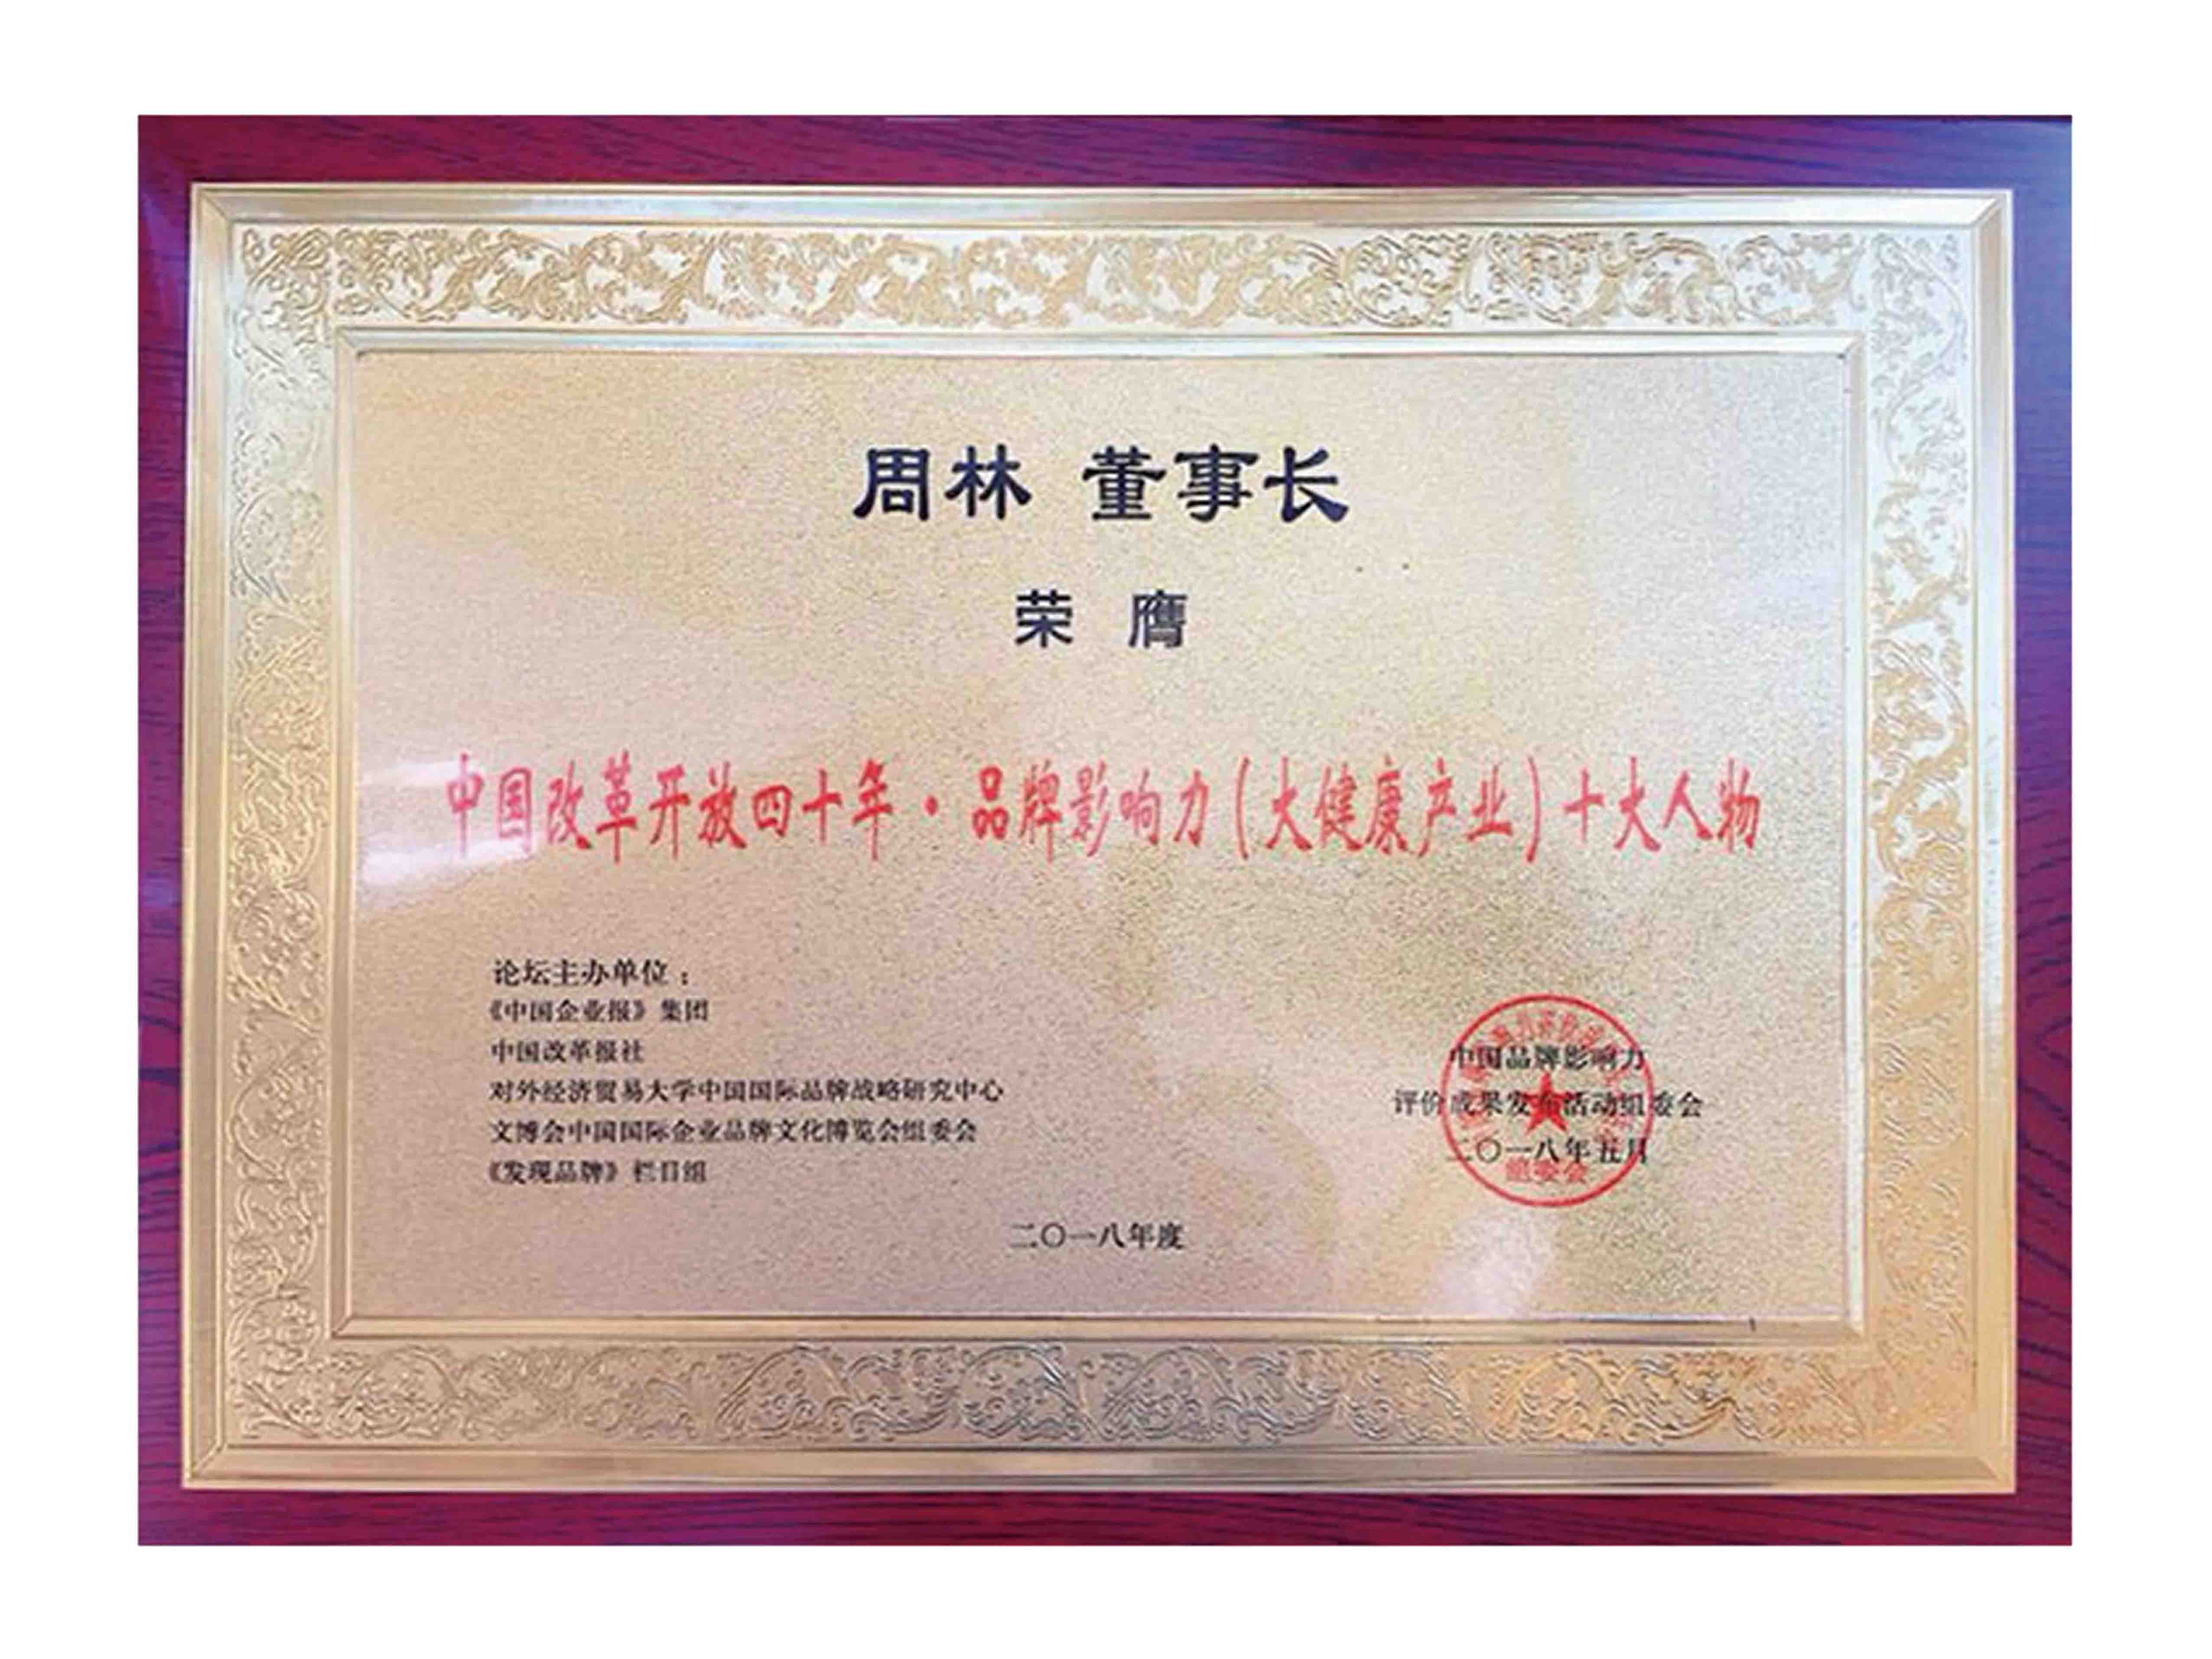 周林 董事长
荣 膺
中国改革开放四十年·品牌影响力(大健康产业)十大人物
论坛主办单位：
《中国企业报》集团
中国改革报社
对外经济贸易大学中国国际品牌战略研究中心
文博会中国国际企业品牌文化博览会组委会
《发现品牌》栏目组
中国品牌影响力
评价成果发布活动组委会
二〇一八年五月
组委会
二〇一八年度